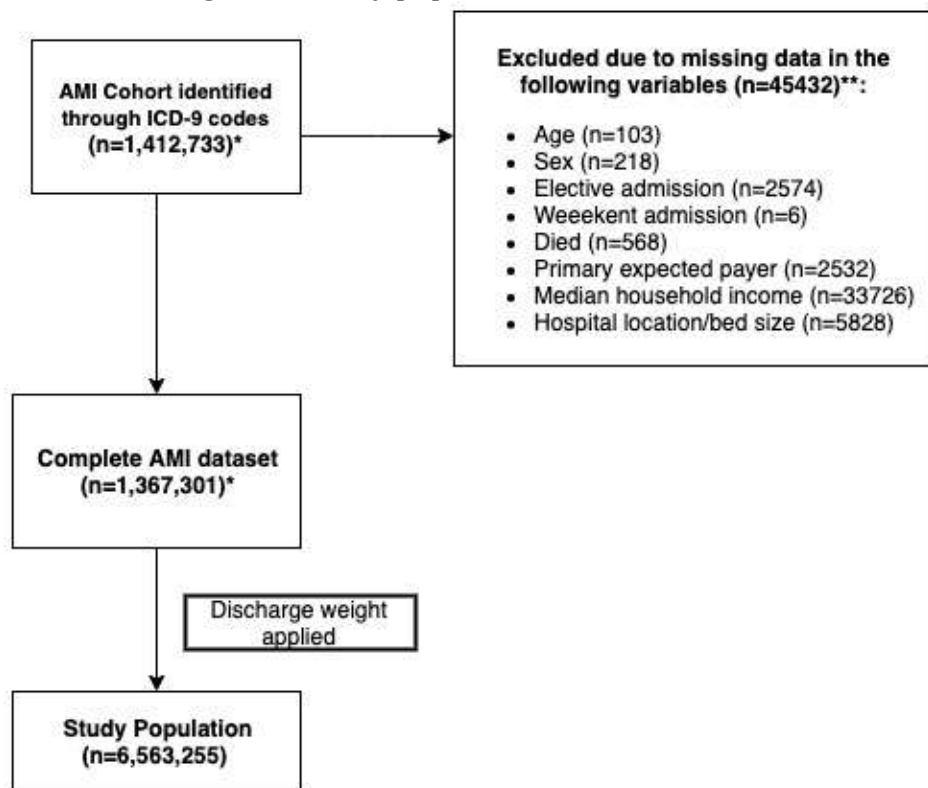 AMI Cohort identified
through ICD-9 codes
(n=1,412,733)*
Excluded due to missing data in the
following variables (n=45432)**:
• Age (n=103)
• Sex (n=218)
• Elective admission (n=2574)
• Weeekent admission (n=6)
• Died (n=568)
• Primary expected payer (n=2532)
• Median household income (n=33726)
• Hospital location/bed size (n=5828)
Complete AMI dataset
(n=1,367,301)*
Discharge weight
applied
Study Population
(n=6,563,255)